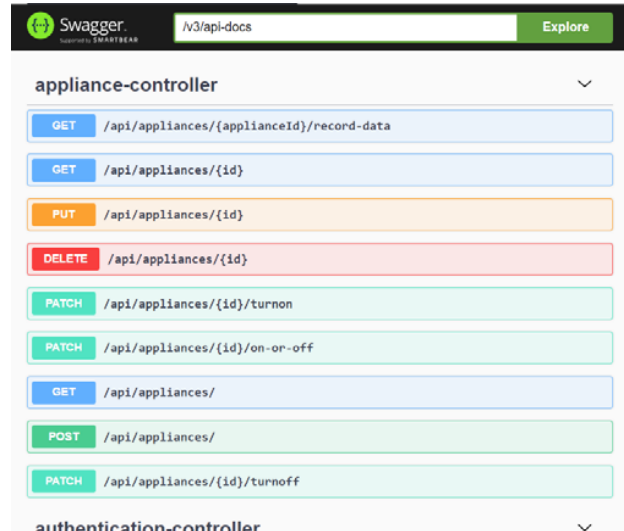 {··} Swagger. /v3/api-docs Explore
Supported by SMARTBEAR
appliance-controller
GET /api/appliances/{applianceId}/record-data
GET /api/appliances/{id}
PUT /api/appliances/{id}
DELETE /api/appliances/{id}
PATCH /api/appliances/{id}/turnon
PATCH /api/appliances/{id}/on-or-off
GET /api/appliances/
POST /api/appliances/
PATCH /api/appliances/{id}/turnoff
authentication-controller